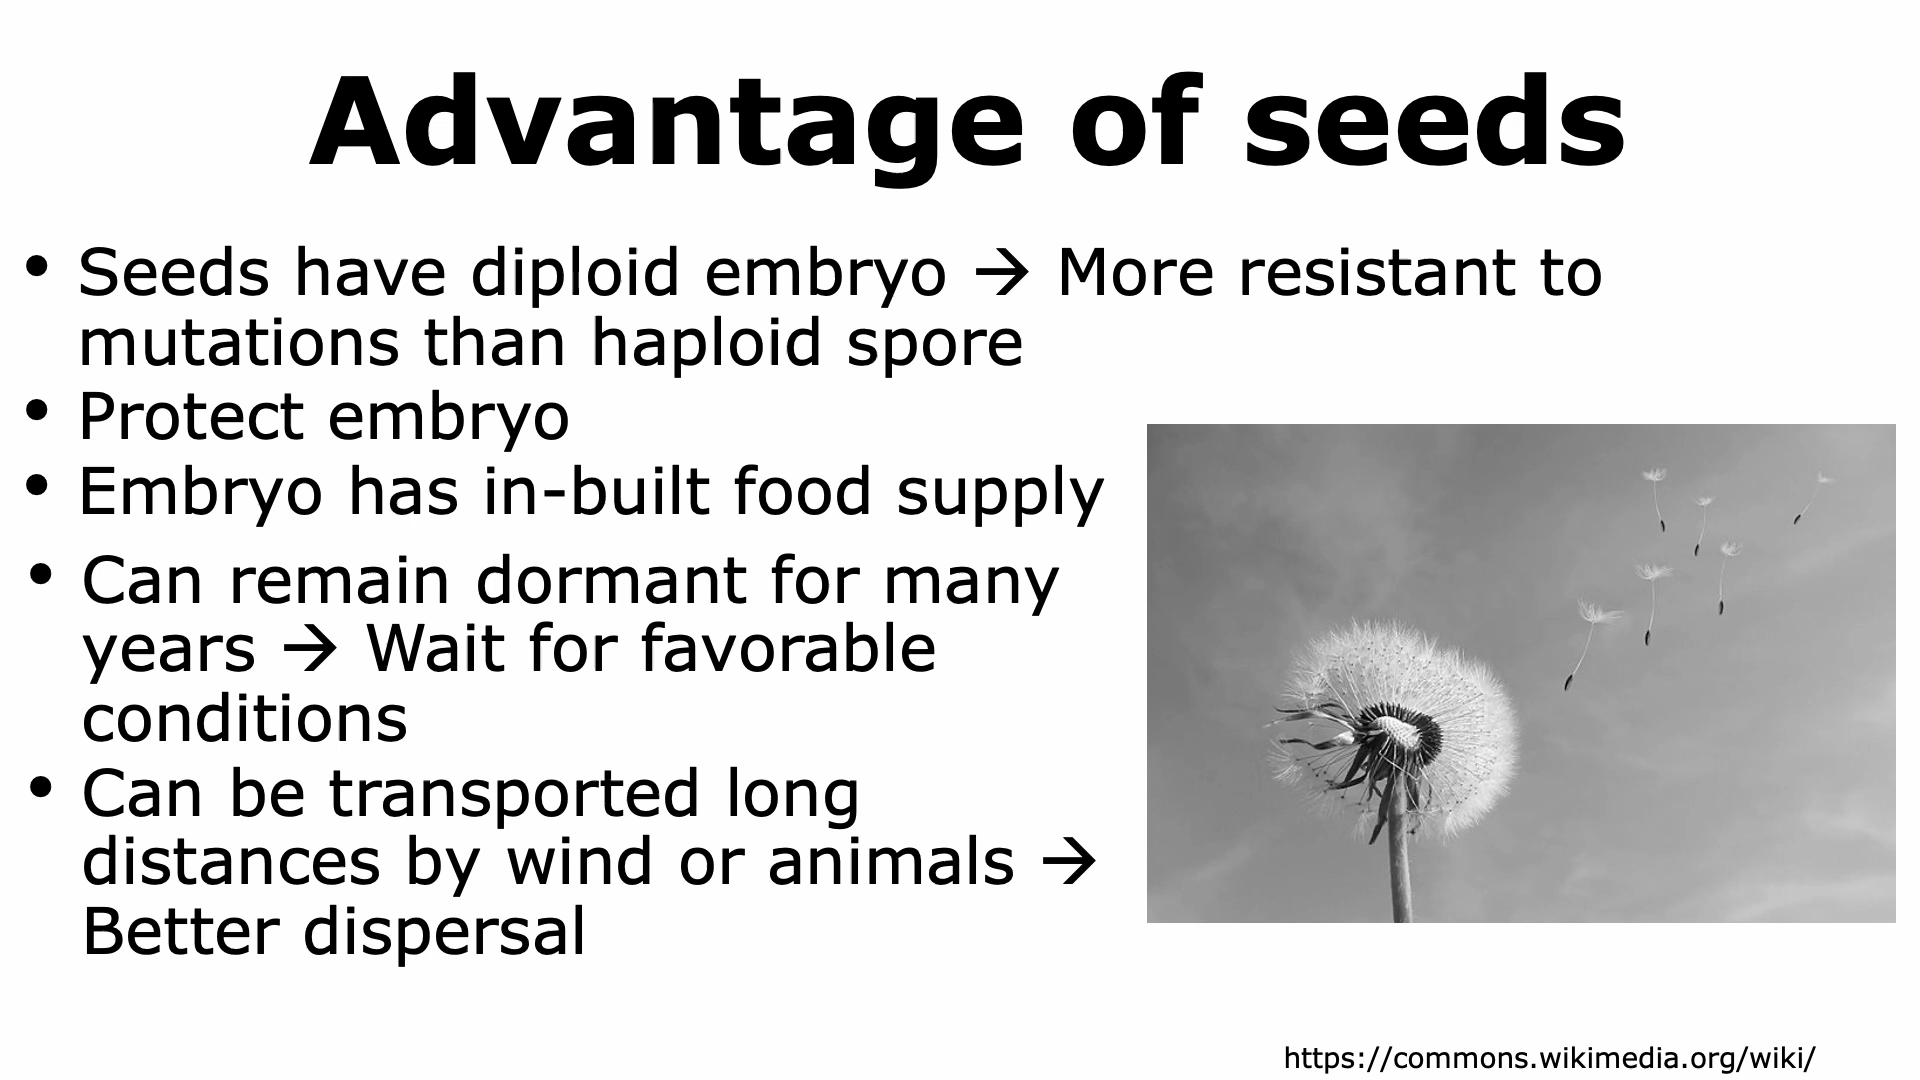 Advantage of seeds
• Seeds have diploid embryo → More resistant to
mutations than haploid spore
• Protect embryo
• Embryo has in-built food supply
• Can remain dormant for many
years → Wait for favorable
conditions
• Can be transported long
distances by wind or animals →
Better dispersal
https://commons.wikimedia.org/wiki/